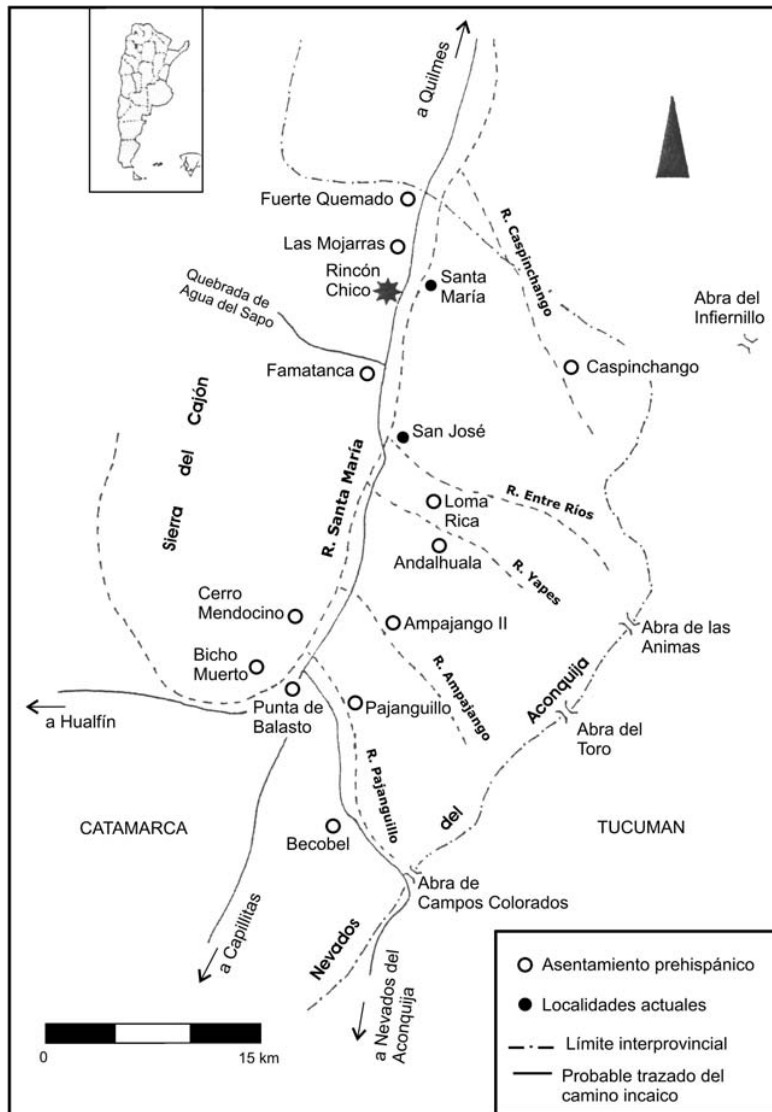 a Quilmes
Fuerte Quemado
Las Mojarras
Rincón
Chico
Santa
María
R. Caspinchango
Abra del
Infiernillo
Quebrada de
Agua del Sapo
Famatanca
Caspinchango
Sierra del Cajón
San José
R. Santa María
Loma
Rica
R. Entre Ríos
Andalhuala
R. Yapes
Cerro
Mendocino
Ampajango II
Abra de las
Animas
Bicho
Muerto
R. Ampajango
a Hualfín
Punta de
Balasto
Pajanguillo
Abra del
Toro
R. Pajanguillo
CATAMARCA
TUCUMAN
Becobel
Abra de
Campos Colorados
Nevados del Aconquija
a Capillitas
a Nevados del
Aconquija
0 15 km
Asentamiento prehispánico
Localidades actuales
Límite interprovincial
Probable trazado del
camino incaico